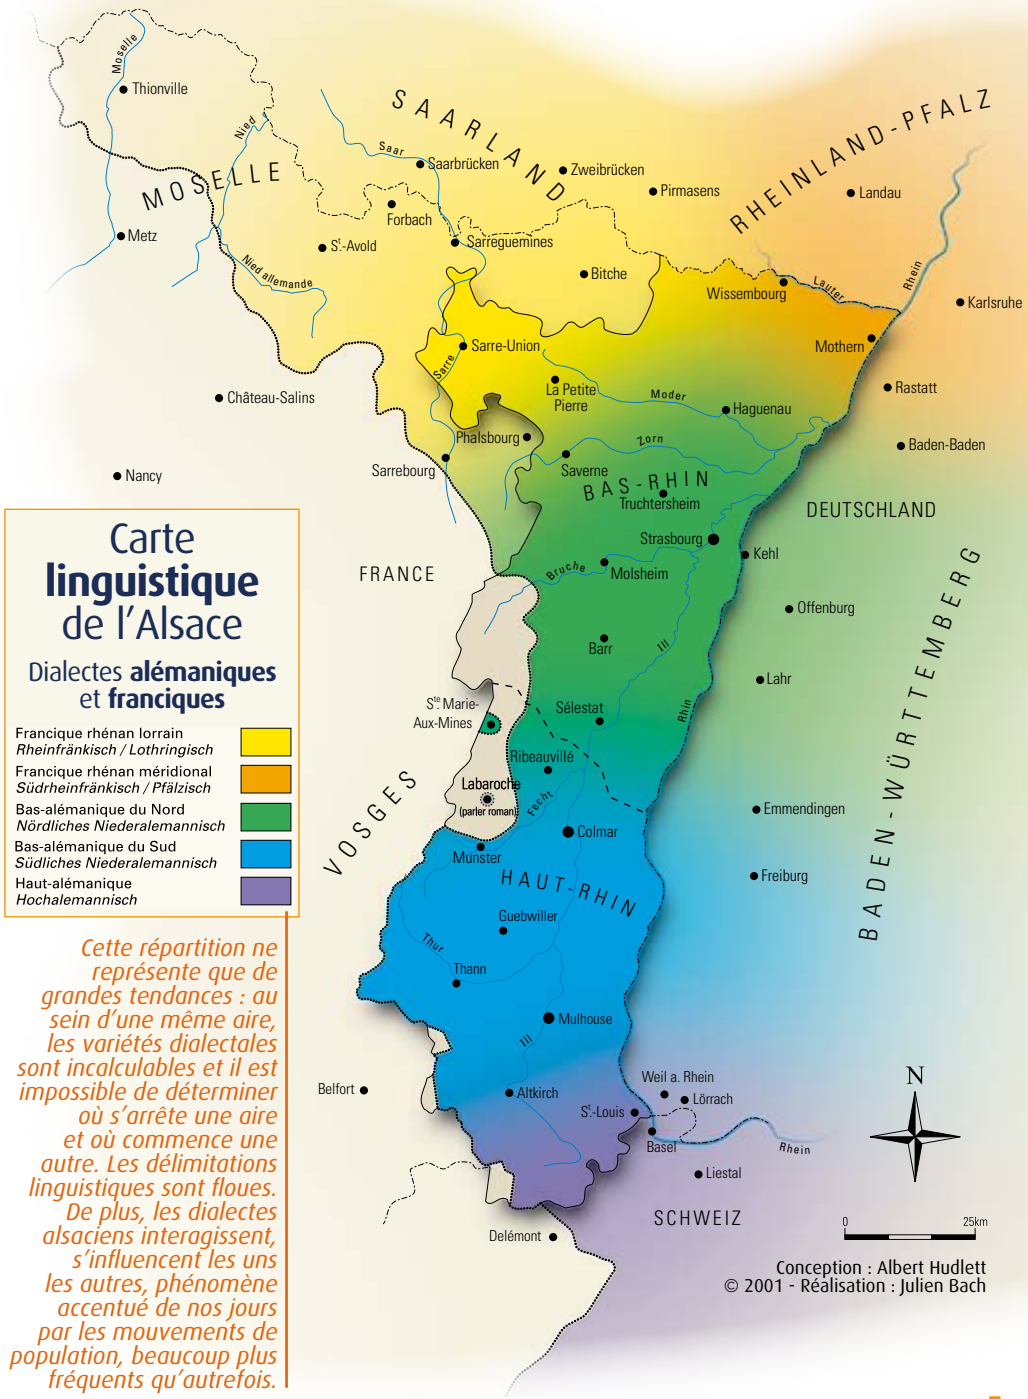 Moselle
Thionville
Nied
SAARLAND
Saar
Saarbrücken
Zweibrücken
Pirmasens
RHEINLAND-PFALZ
Landau
MOSELLE
Forbach
Metz
St.-Avold
Sarreguemines
Nied allemande
Bitche
Wissembourg
Lauter
Rhein
Karlsruhe
Mothern
Sarre-Union
Sarre
La Petite
Pierre
Moder
Haguenau
Rastatt
Château-Salins
Phalsbourg
Zorn
Baden-Baden
Sarrebourg
Saverne
Nancy
BAS-RHIN
Truchtersheim
DEUTSCHLAND
Strasbourg
Kehl
FRANCE
Bruche
Molsheim
Offenburg
Barr
Ill
Lahr
Ste. Marie-
Aux-Mines
Sélestat
Rhin
BADEN-WÜRTTEMBERG
Ribeauvillé
VOSGES
Labaroche
(parler roman)
Fecht
Emmendingen
Colmar
Munster
HAUT-RHIN
Freiburg
Guebwiller
Thur
Thann
Mulhouse
Ill
Belfort
Altkirch
Weil a. Rhein
Lörrach
St.-Louis
Basel
Rhein
Liestal
SCHWEIZ
Delémont
N
0 25km
Conception : Albert Hudlett
© 2001 - Réalisation : Julien Bach
Carte
linguistique
de l'Alsace
Dialectes alémaniques
et franciques
Francique rhénan lorrain
Rheinfränkisch / Lothringisch
Francique rhénan méridional
Südrheinfränkisch / Pfälzisch
Bas-alémanique du Nord
Nördliches Niederalemannisch
Bas-alémanique du Sud
Südliches Niederalemannisch
Haut-alémanique
Hochalemannisch
Cette répartition ne
représente que de
grandes tendances : au
sein d'une même aire,
les variétés dialectales
sont incalculables et il est
impossible de déterminer
où s'arrête une aire
et où commence une
autre. Les délimitations
linguistiques sont floues.
De plus, les dialectes
alsaciens interagissent,
s'influencent les uns
les autres, phénomène
accentué de nos jours
par les mouvements de
population, beaucoup plus
fréquents qu'autrefois.